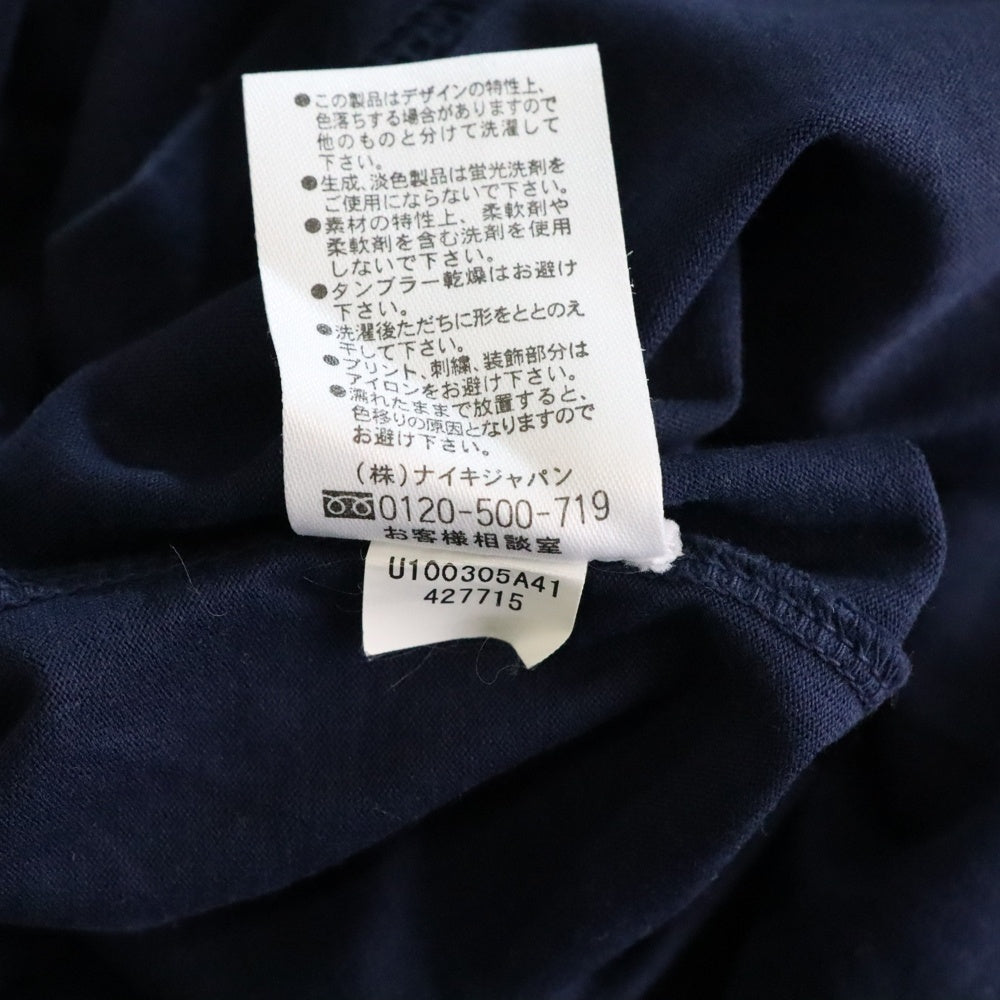 ●この製品はデザインの特性上、
色落ちする場合がありますので
他のものと分けて洗濯して
下さい。
●生成、淡色製品は蛍光洗剤を
ご使用にならないで下さい。
●素材の特性上、柔軟剤や
柔軟剤を含む洗剤を使用
しないで下さい。
●タンブラー乾燥はお避け
下さい。
●洗濯後ただちに形をととのえ
干して下さい。
●プリント、刺繍、装飾部分は
アイロンをお避け下さい。
●濡れたままで放置すると、
色移りの原因となりますので
お避け下さい。
(株)ナイキジャパン
0120-500-719
お客様相談室
U100305A41
427715